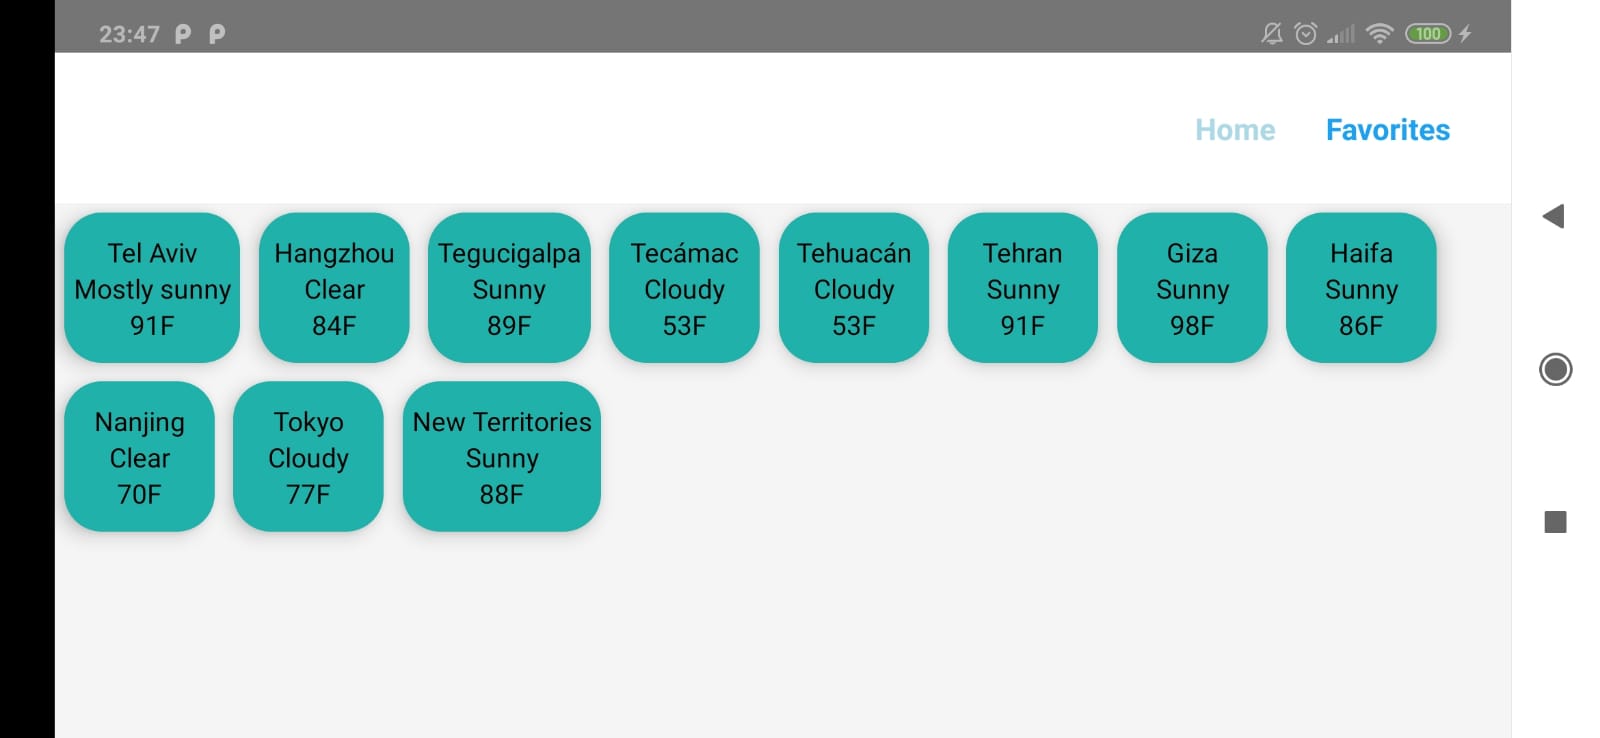 23:47 P P
100
Home Favorites
Tel Aviv
Mostly sunny
91F
Hangzhou
Clear
84F
Tegucigalpa
Sunny
89F
Tecámac
Cloudy
53F
Tehuacán
Cloudy
53F
Tehran
Sunny
91F
Giza
Sunny
98F
Haifa
Sunny
86F
Nanjing
Clear
70F
Tokyo
Cloudy
77F
New Territories
Sunny
88F